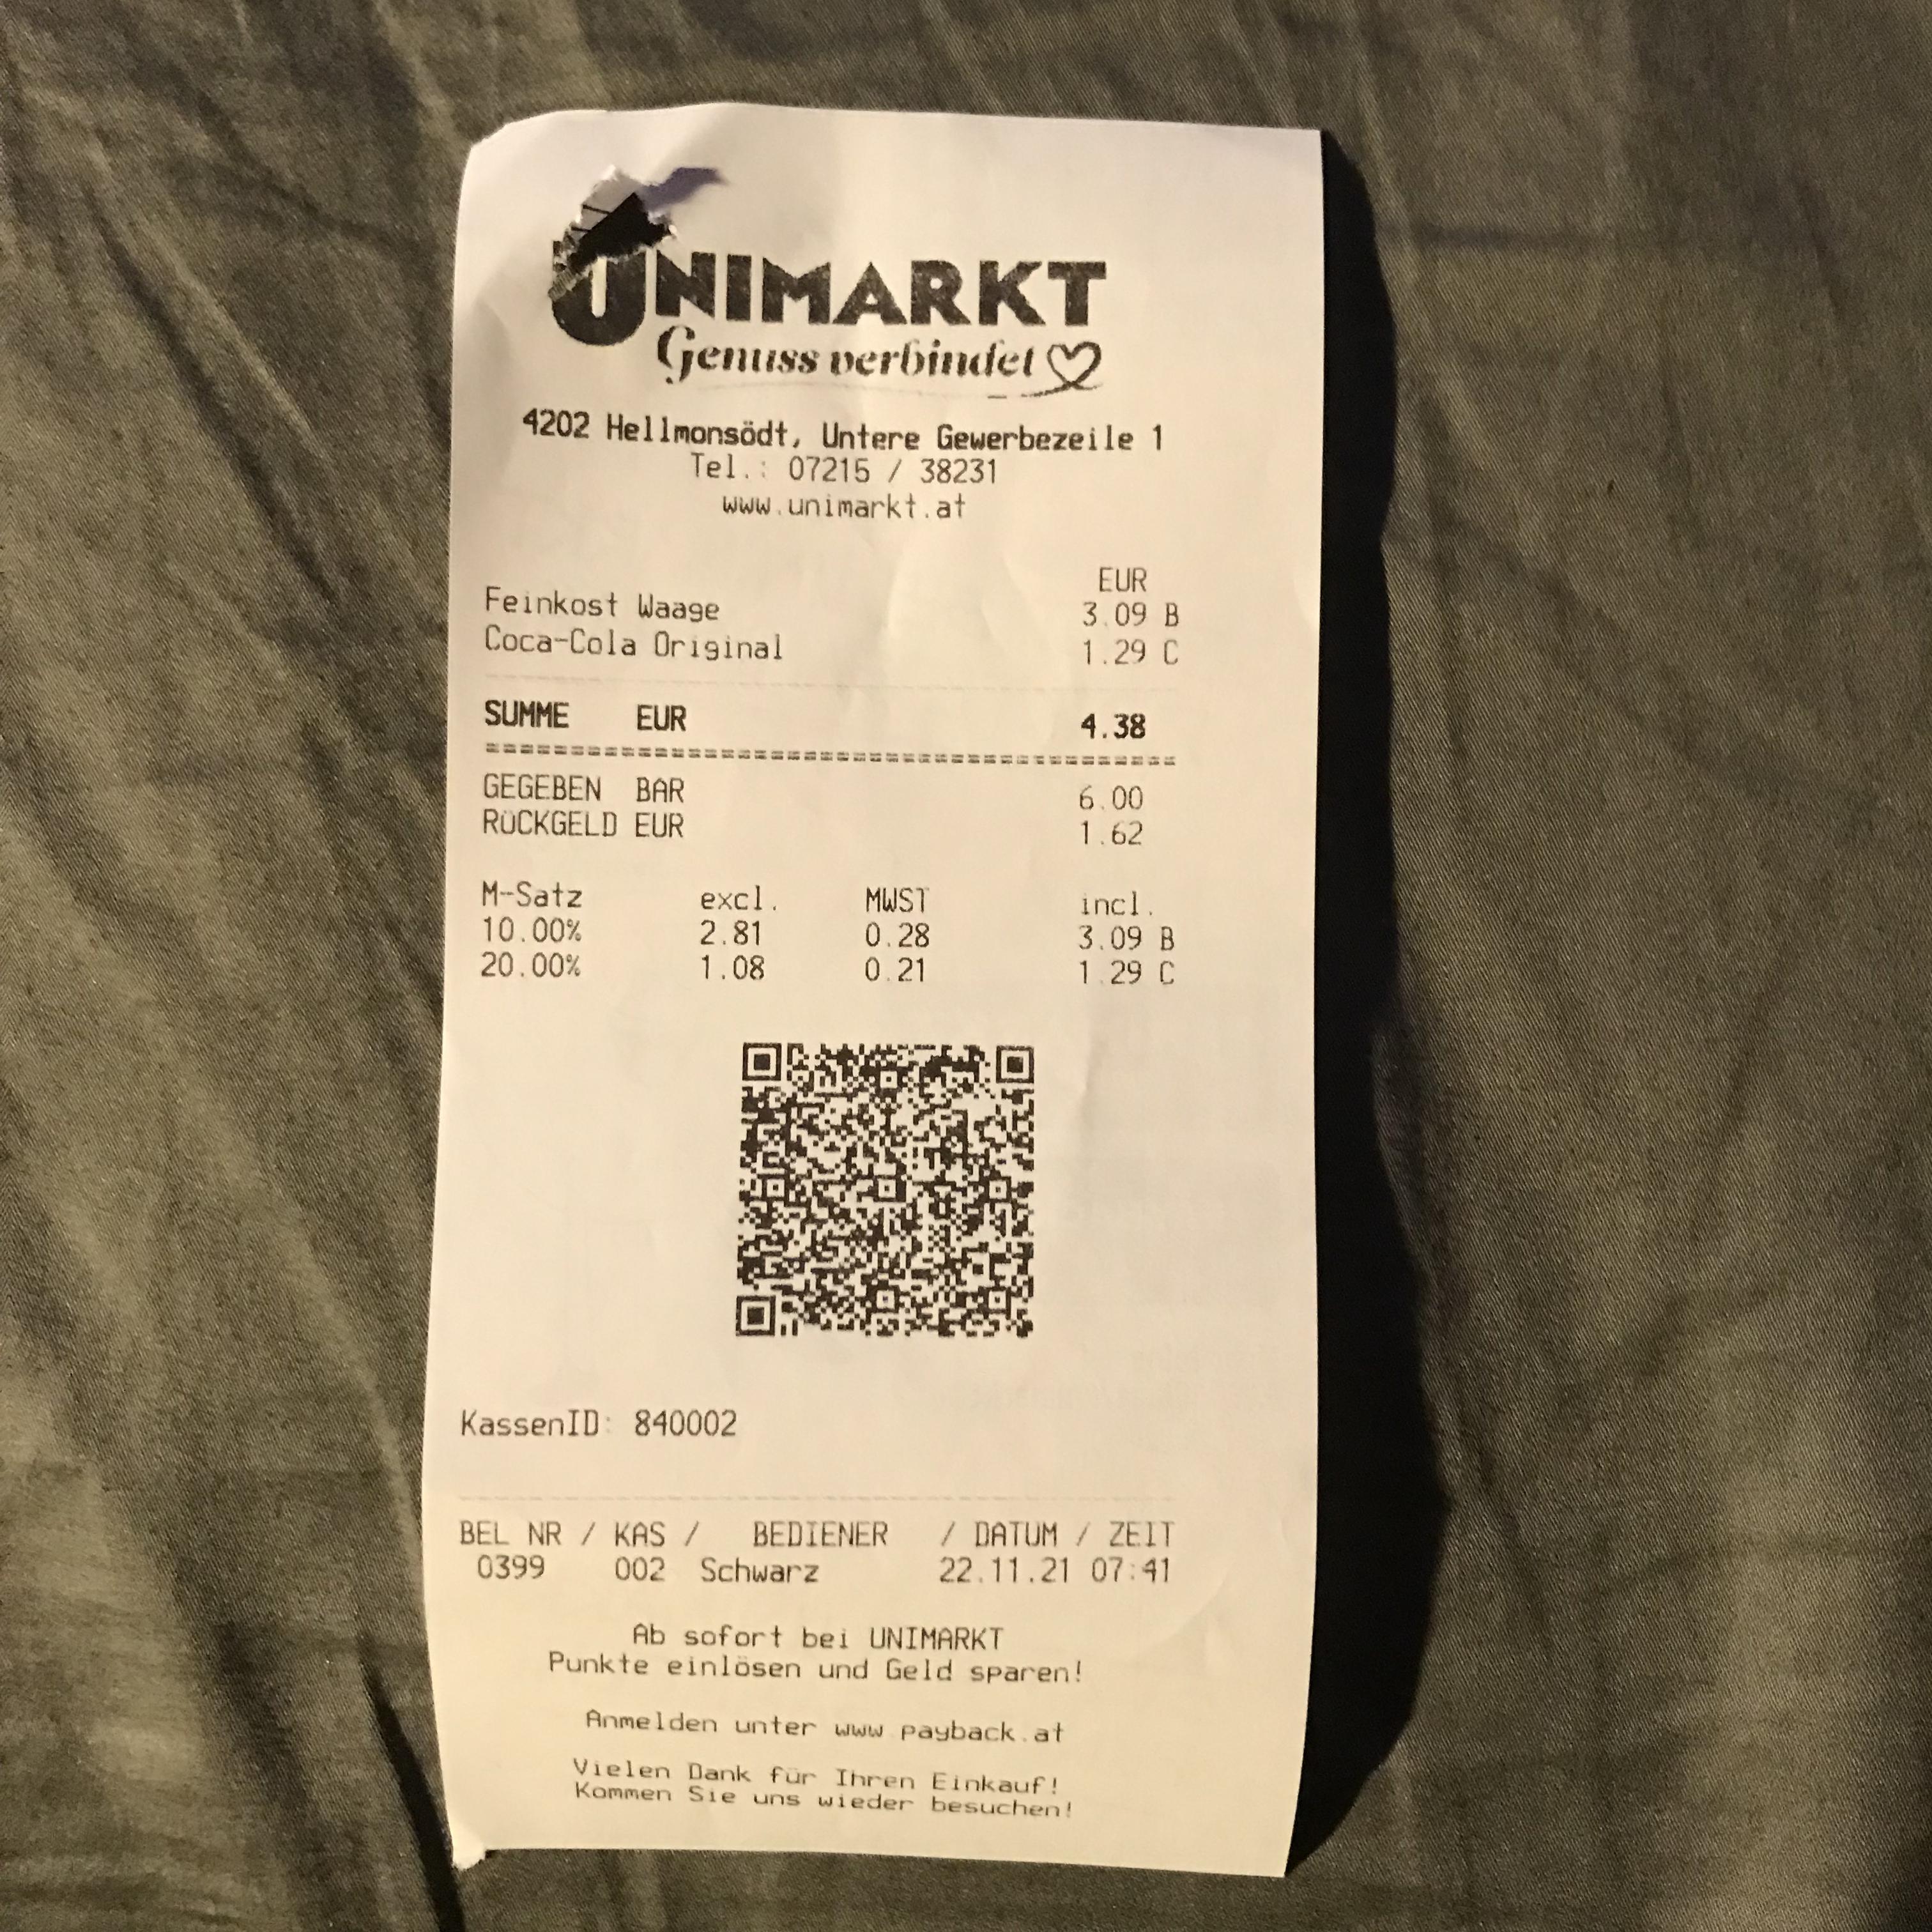 UNIMARKT
Genuss verbindet
4202 Hellmonsödt, Untere Gewerbezeile 1
Tel.: 07215 / 38231
www.unimarkt.at
EUR
Feinkost Waage 3.09 B
Coca-Cola Original 1.29 C
SUMME EUR 4.38
GEGEBEN BAR 6.00
RÜCKGELD EUR 1.62
M-Satz excl. MWST incl.
10.00% 2.81 0.28 3.09 B
20.00% 1.08 0.21 1.29 C
KassenID: 840002
BEL NR / KAS / BEDIENER / DATUM / ZEIT
0399 002 Schwarz 22.11.21 07:41
Ab sofort bei UNIMARKT
Punkte einlösen und Geld sparen!
Anmelden unter www.payback.at
Vielen Dank für Ihren Einkauf!
Kommen Sie uns wieder besuchen!